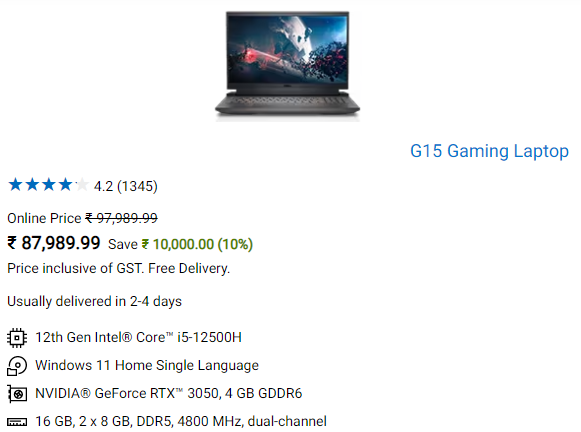 G15 Gaming Laptop
4.2 (1345)
Online Price ₹ 97,989.99
₹ 87,989.99 Save ₹ 10,000.00 (10%)
Price inclusive of GST. Free Delivery.
Usually delivered in 2-4 days
12th Gen Intel® Core™ i5-12500H
Windows 11 Home Single Language
NVIDIA® GeForce RTX™ 3050, 4 GB GDDR6
16 GB, 2 x 8 GB, DDR5, 4800 MHz, dual-channel